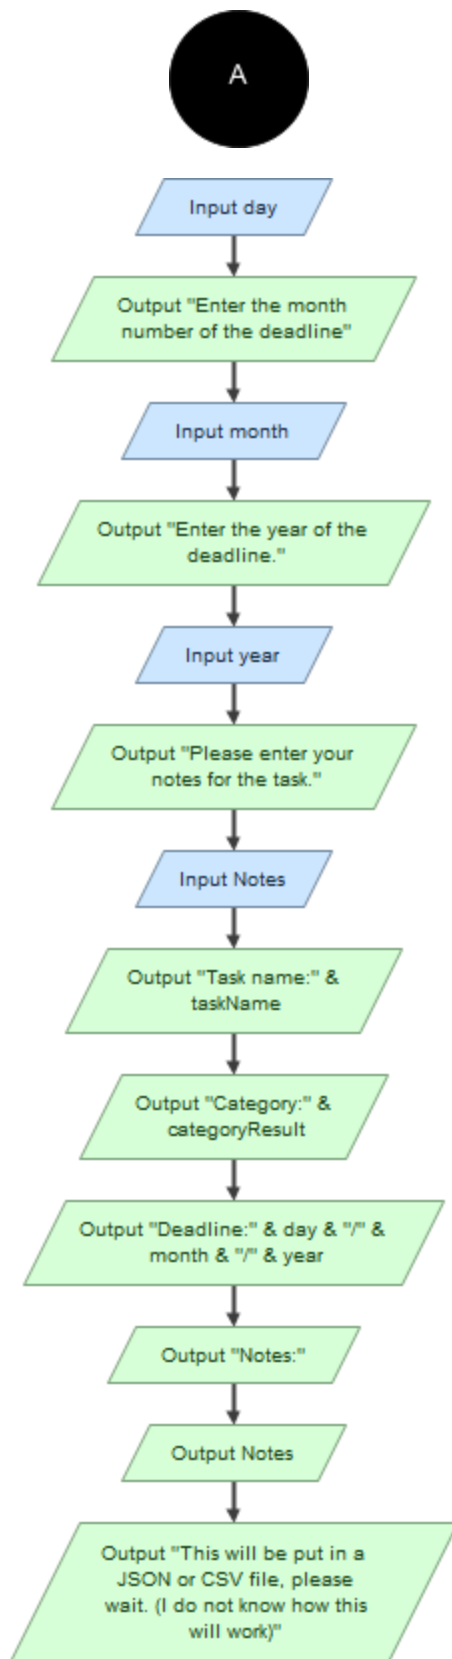 A
Input day
Output "Enter the month
number of the deadline"
Input month
Output "Enter the year of the
deadline."
Input year
Output "Please enter your
notes for the task."
Input Notes
Output "Task name:" &
taskName
Output "Category:" &
categoryResult
Output "Deadline:" & day & "/" &
month & "/" & year
Output "Notes:"
Output Notes
Output "This will be put in a
JSON or CSV file, please
wait. (I do not know how this
will work)"